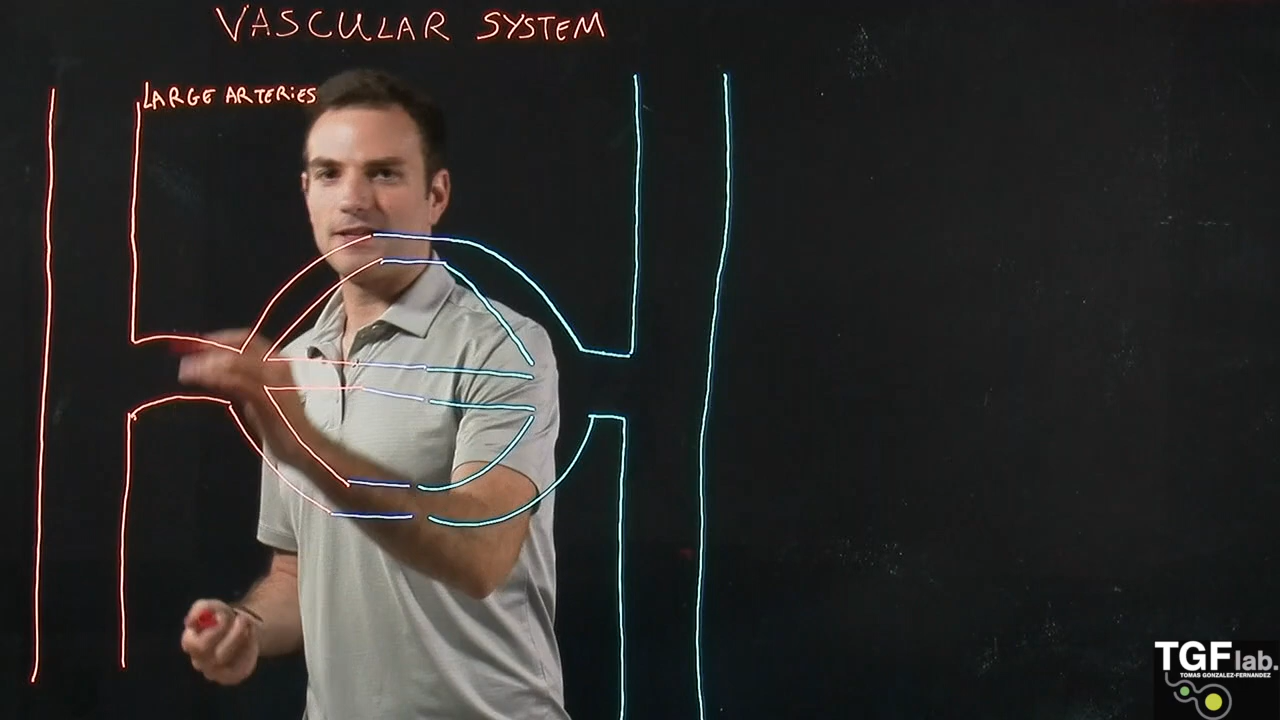 VASCULAR SYSTEM
LARGE ARTERIES
TGF lab.
TOMAS GONZALEZ-FERNANDEZ